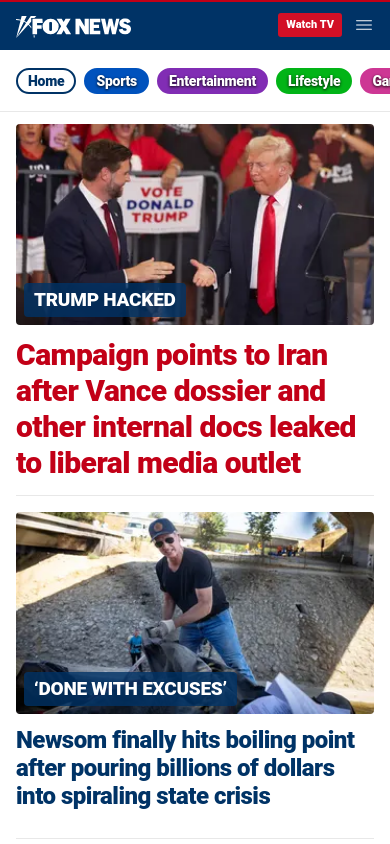 FOX NEWS
Watch TV
Home Sports Entertainment Lifestyle Ga
VOTE
DONALD
TRUMP
TRUMP HACKED
Campaign points to Iran
after Vance dossier and
other internal docs leaked
to liberal media outlet
‘DONE WITH EXCUSES’
Newsom finally hits boiling point
after pouring billions of dollars
into spiraling state crisis